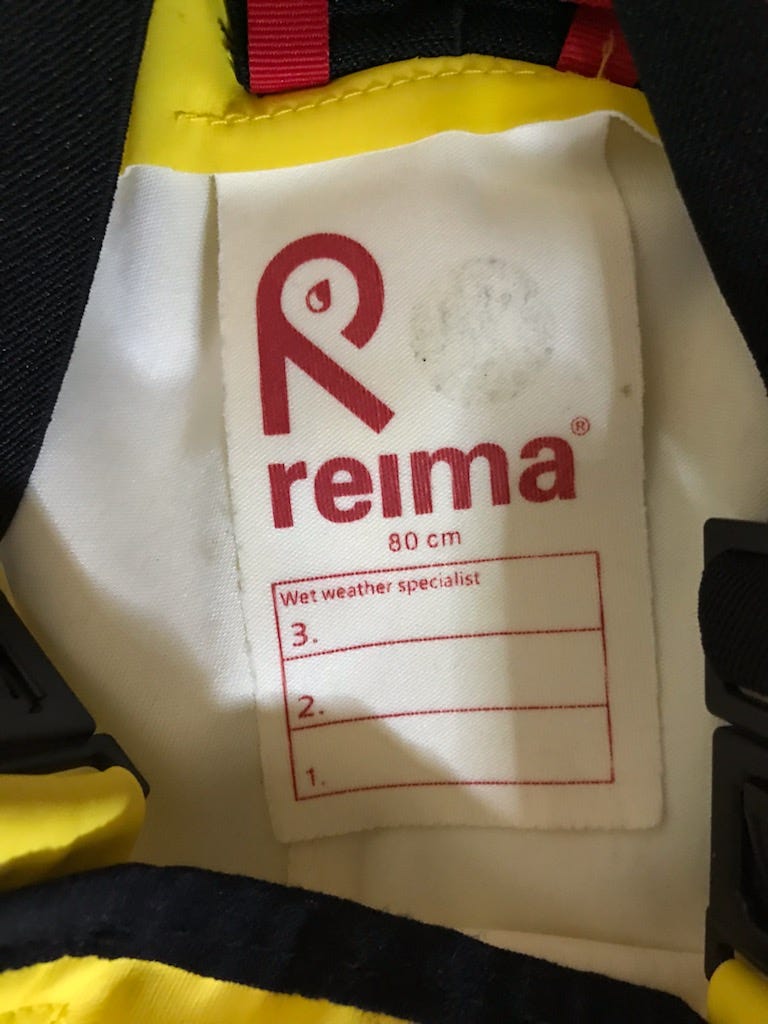 reima®
80 cm
Wet weather specialist
3.
2.
1.